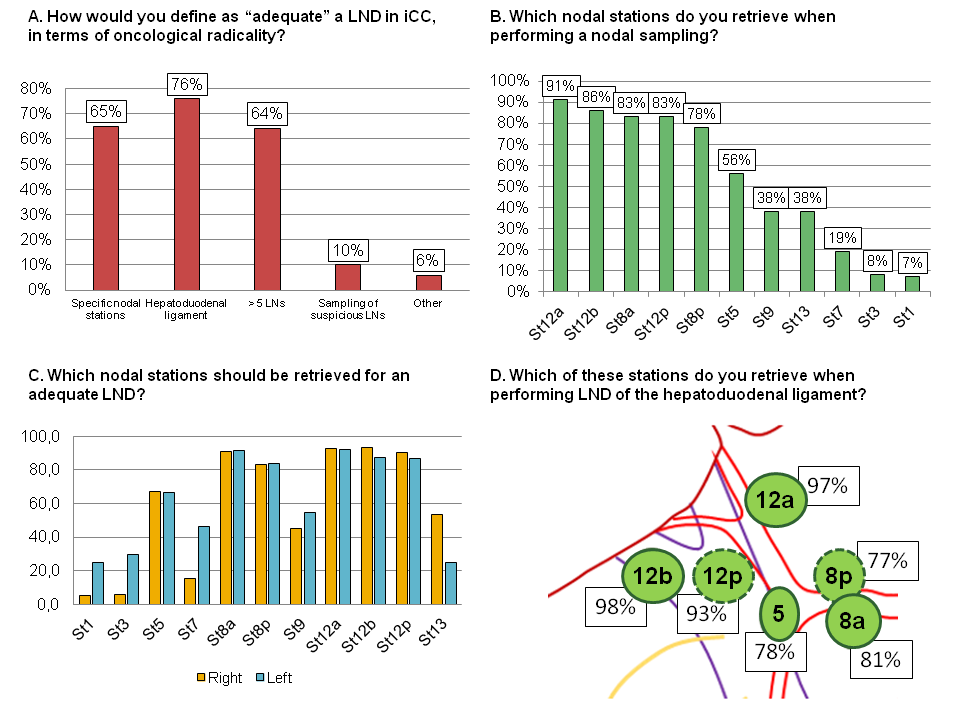 A. How would you define as “adequate” a LND in iCC,
in terms of oncological radicality?
80%
70%
60%
50%
40%
30%
20%
10%
0%
65%
76%
64%
10%
6%
Specific nodal
stations
Hepatoduodenal
ligament
> 5 LNs
Sampling of
suspicious LNs
Other
B. Which nodal stations do you retrieve when
performing a nodal sampling?
100%
90%
80%
70%
60%
50%
40%
30%
20%
10%
0%
91%
86%
83%
83%
78%
56%
38%
38%
19%
8%
7%
St12a
St12b
St8a
St12p
St8p
St5
St9
St13
St7
St3
St1
C. Which nodal stations should be retrieved for an
adequate LND?
100,0
80,0
60,0
40,0
20,0
0,0
St1
St3
St5
St7
St8a
St8p
St9
St12a
St12b
St12p
St13
Right
Left
D. Which of these stations do you retrieve when
performing LND of the hepatoduodenal ligament?
12a
97%
12b
98%
12p
93%
8p
77%
5
78%
8a
81%